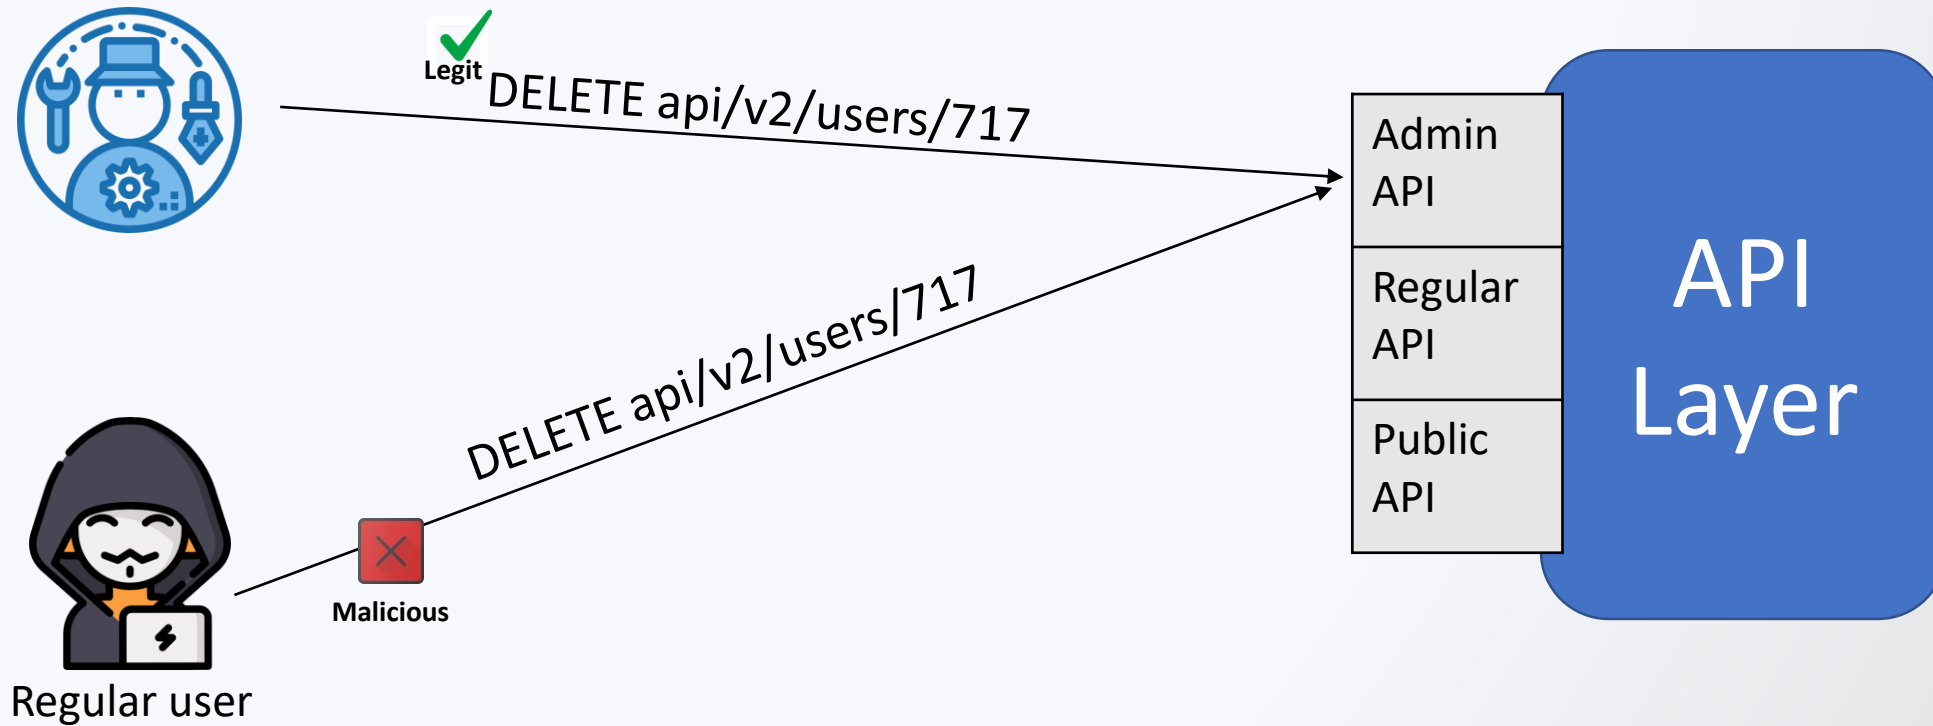 Legit
DELETE api/v2/users/717
Admin
API
Regular
API
Public
API
API
Layer
DELETE api/v2/users/717
Malicious
Regular user